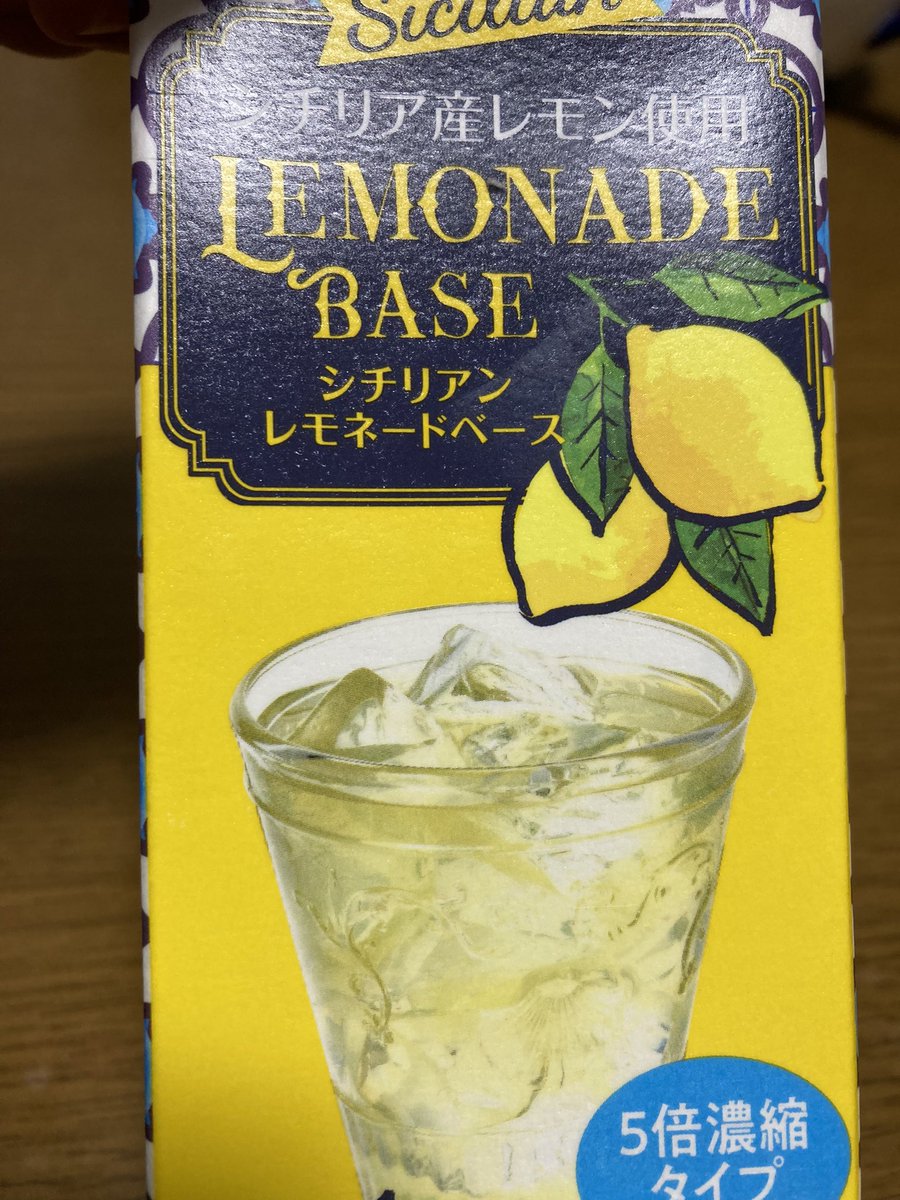 Sicilian
シチリア産レモン使用
LEMONADE
BASE
シチリアン
レモネードベース
5倍濃縮
タイプ